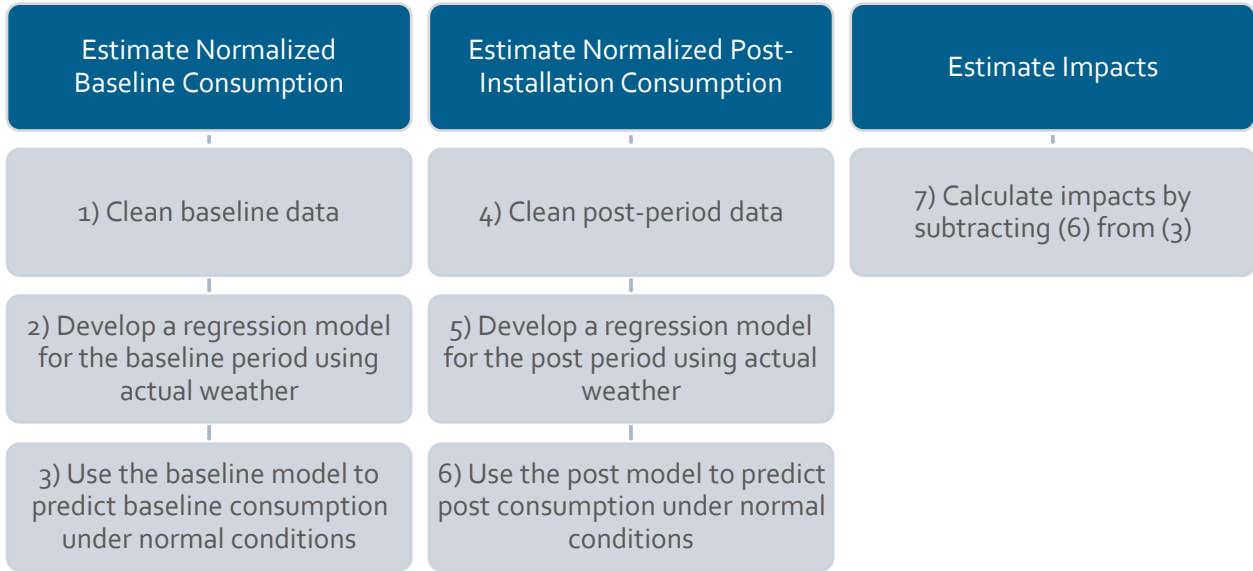 Estimate Normalized
Baseline Consumption
1) Clean baseline data
2) Develop a regression model
for the baseline period using
actual weather
3) Use the baseline model to
predict baseline consumption
under normal conditions
Estimate Normalized Post-
Installation Consumption
4) Clean post-period data
5) Develop a regression model
for the post period using actual
weather
6) Use the post model to predict
post consumption under normal
conditions
Estimate Impacts
7) Calculate impacts by
subtracting (6) from (3)